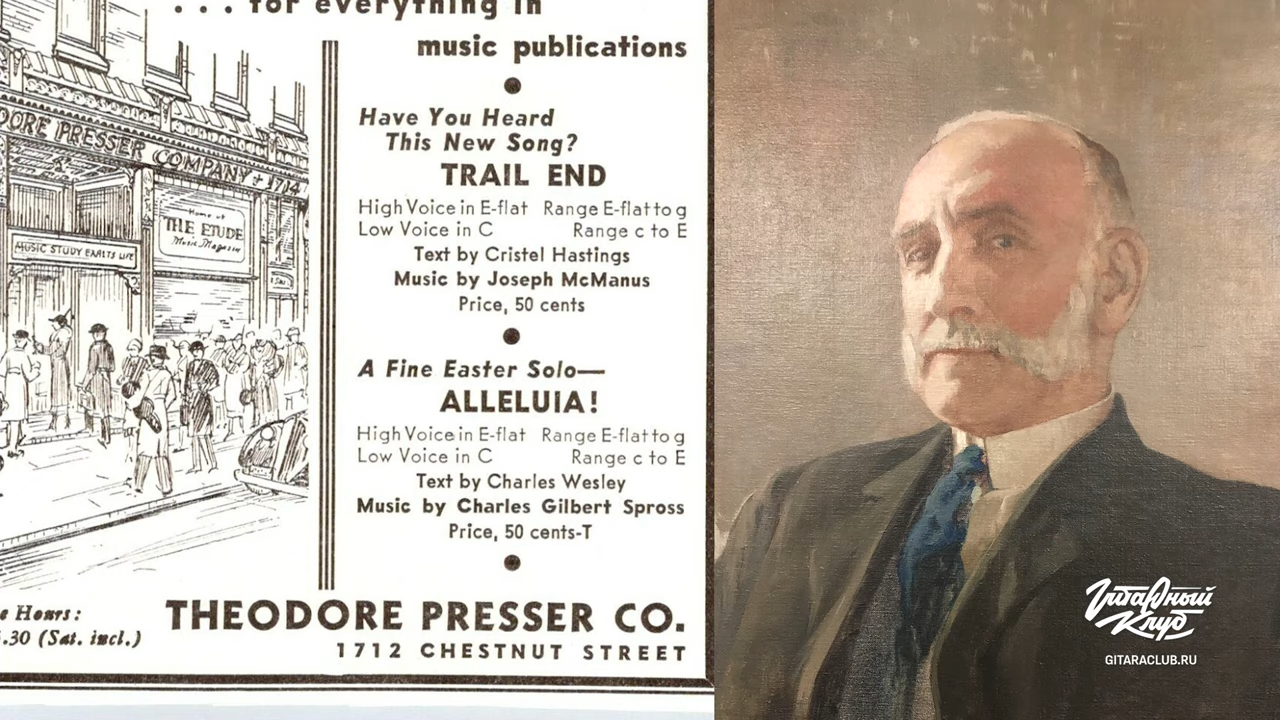 . . . for everything in
music publications
Have You Heard
This New Song?
TRAIL END
High Voice in E-flat Range E-flat to g
Low Voice in C Range c to E
Text by Cristel Hastings
Music by Joseph McManus
Price, 50 cents
A Fine Easter Solo—
ALLELUIA!
High Voice in E-flat Range E-flat to g
Low Voice in C Range c to E
Text by Charles Wesley
Music by Charles Gilbert Spross
Price, 50 cents-T
THEODORE PRESSER CO.
1712 CHESTNUT STREET
Hours:
.30 (Sat. incl.)
DORE PRESSER COMPANY 1714
Home of
THE ETUDE
Music Magazine
MUSIC STUDY EXALTS LIFE
Гитарный
Клуб
GITARACLUB.RU